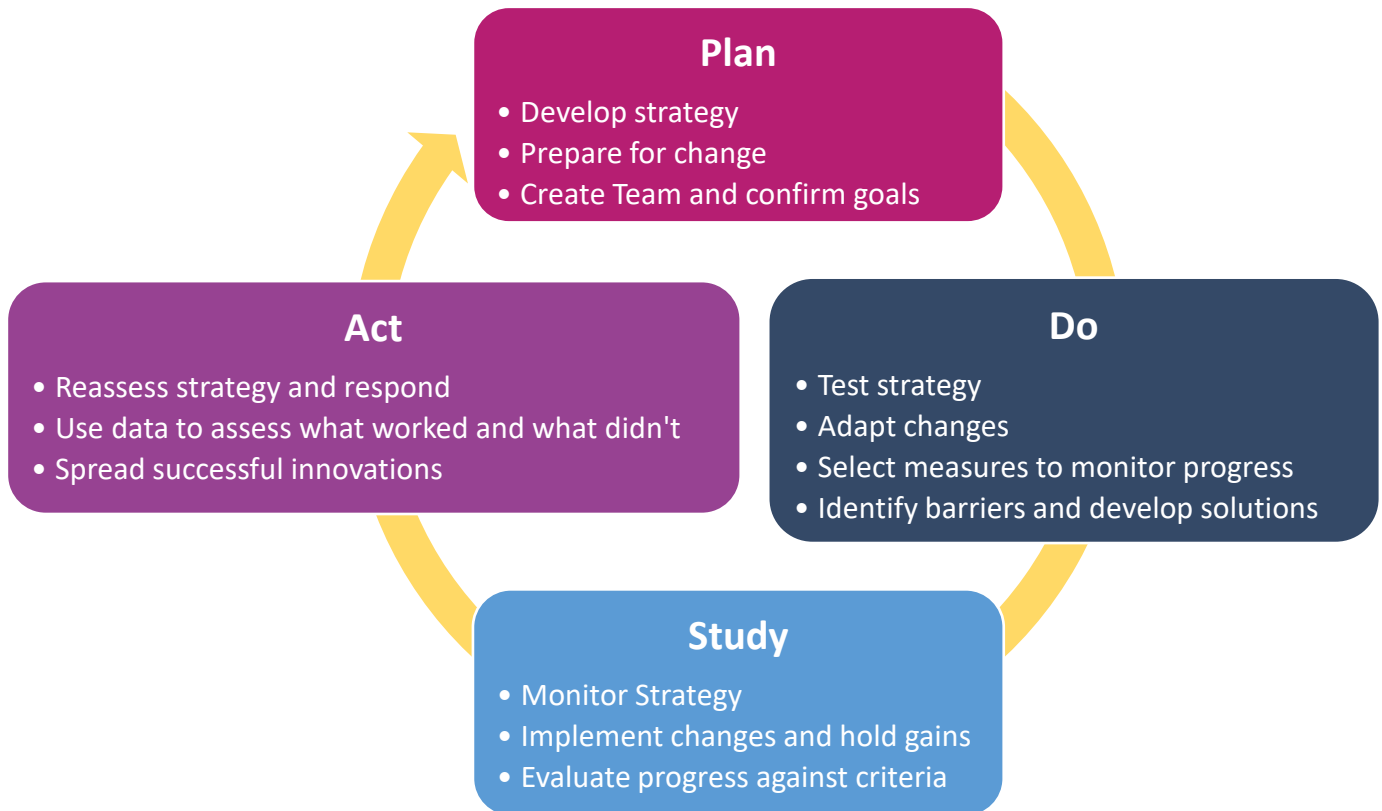 Plan
• Develop strategy
• Prepare for change
• Create Team and confirm goals
Do
• Test strategy
• Adapt changes
• Select measures to monitor progress
• Identify barriers and develop solutions
Study
• Monitor Strategy
• Implement changes and hold gains
• Evaluate progress against criteria
Act
• Reassess strategy and respond
• Use data to assess what worked and what didn't
• Spread successful innovations